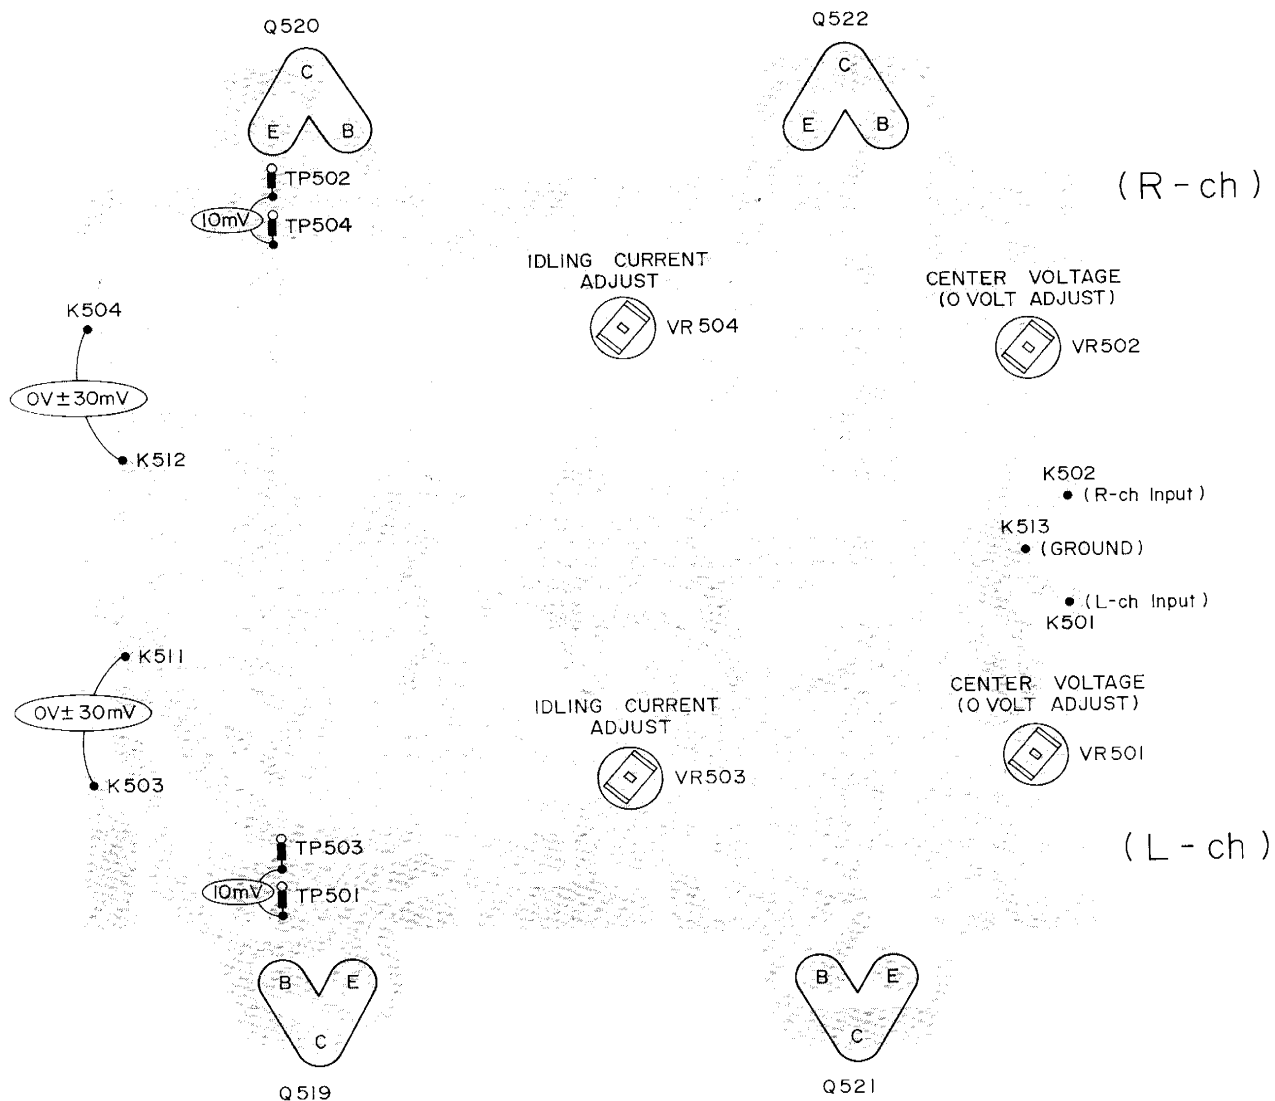 Q520
Q522
C
C
E
B
E
B
TP502
(R-ch)
10mV
TP504
IDLING CURRENT
ADJUST
CENTER VOLTAGE
(0 VOLT ADJUST)
K504
VR504
VR502
0V±30mV
K512
K502
(R-ch Input)
K513
(GROUND)
(L-ch Input)
K501
K511
CENTER VOLTAGE
(0 VOLT ADJUST)
IDLING CURRENT
ADJUST
0V±30mV
VR501
K503
VR503
TP503
(L-ch)
10mV
TP501
B
E
B
E
C
C
Q519
Q521